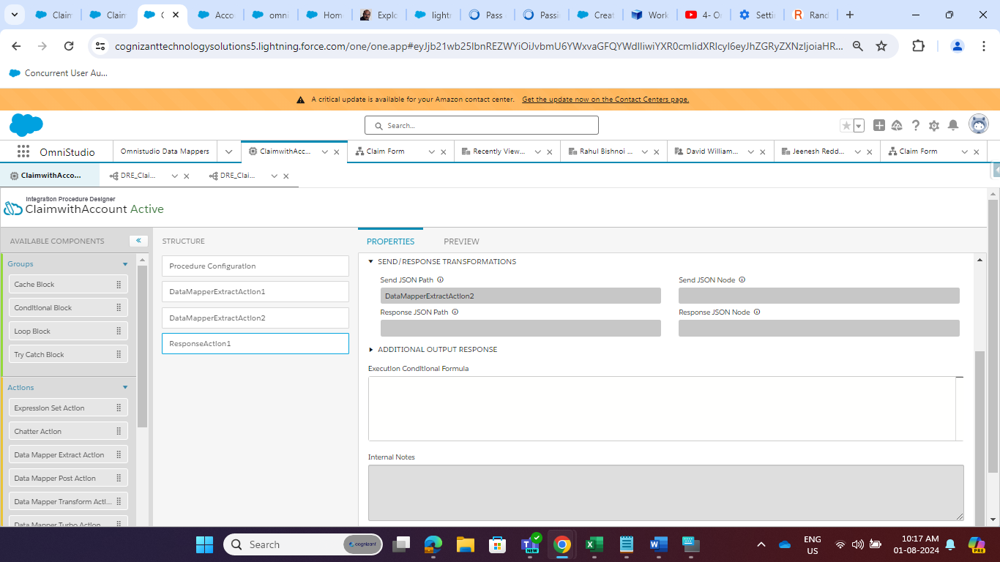 Claim
Claim
C
Acco
omni
Hom
Explo
light
Pass
Passi
Creat
Work
4- O
Setti
Rand
cognizanttechnologysolutions5.lightning.force.com/one/one.app#eyJjb21wb25lbnREZWYiOiJvbmU6YWxvaGFQYWdlIiwiYXR0cmlidXRlcyI6eyJhZGRyZXNzIjoiaHR...
Concurrent User Au...
A critical update is available for your Amazon contact center. Get the update now on the Contact Centers page.
Search...
OmniStudio
Omnistudio Data Mappers
ClaimwithAcc...
Claim Form
Recently View...
Rahul Bishnoi ...
David William...
Jeenesh Redd...
Claim Form
ClaimwithAcco...
DRE_Clai...
DRE_Clai...
Integration Procedure Designer
ClaimwithAccount Active
AVAILABLE COMPONENTS
STRUCTURE
PROPERTIES
PREVIEW
Groups
Cache Block
Conditional Block
Loop Block
Try Catch Block
Actions
Expression Set Action
Chatter Action
Data Mapper Extract Action
Data Mapper Post Action
Data Mapper Transform Acti...
Data Mapper Turbo Action
Procedure Configuration
DataMapperExtractAction1
DataMapperExtractAction2
ResponseAction1
SEND/RESPONSE TRANSFORMATIONS
Send JSON Path
Send JSON Node
DataMapperExtractAction2
Response JSON Path
Response JSON Node
ADDITIONAL OUTPUT RESPONSE
Execution Conditional Formula
Internal Notes
Search
cognizant
NEW
ENG
US
10:17 AM
01-08-2024
PRE